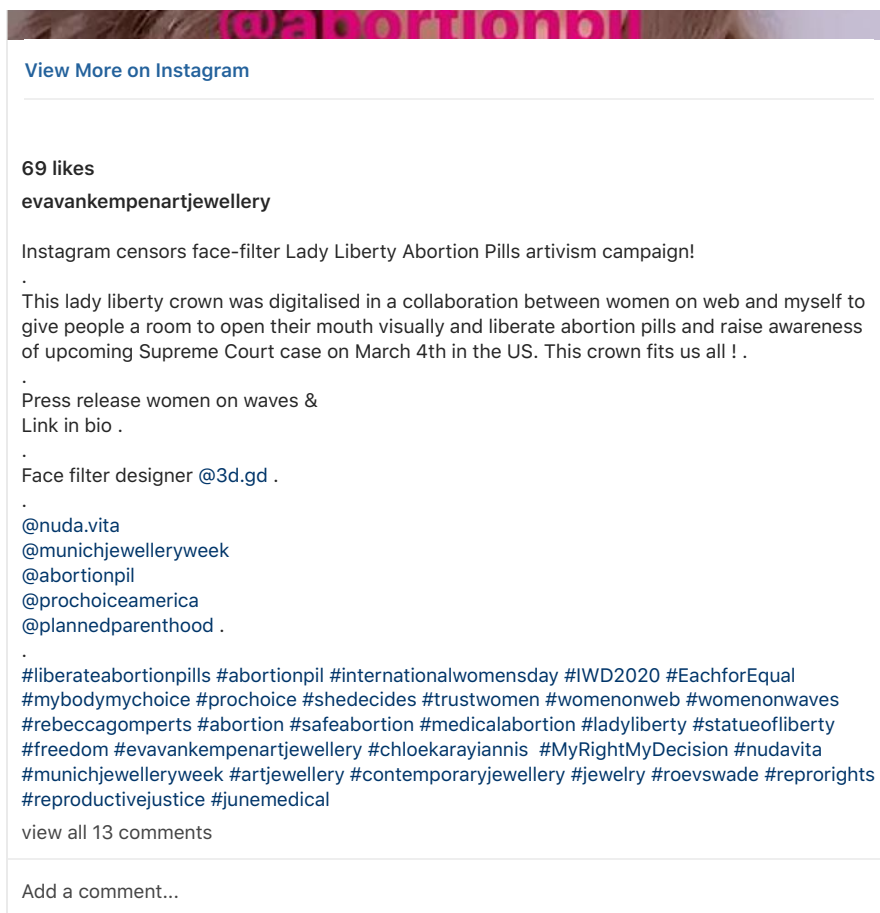 @abortionpil
View More on Instagram
69 likes
evavankempenartjewellery
Instagram censors face-filter Lady Liberty Abortion Pills artivism campaign!
.
This lady liberty crown was digitalised in a collaboration between women on web and myself to
give people a room to open their mouth visually and liberate abortion pills and raise awareness
of upcoming Supreme Court case on March 4th in the US. This crown fits us all ! .
.
Press release women on waves &
Link in bio .
.
Face filter designer @3d.gd .
.
@nuda.vita
@munichjewelleryweek
@abortionpil
@prochoiceamerica
@plannedparenthood .
.
#liberateabortionpills #abortionpil #internationalwomensday #IWD2020 #EachforEqual
#mybodymychoice #prochoice #shedecides #trustwomen #womenonweb #womenonwaves
#rebeccagomperts #abortion #safeabortion #medicalabortion #ladyliberty #statueofliberty
#freedom #evavankempenartjewellery #chloekarayiannis #MyRightMyDecision #nudavita
#munichjewelleryweek #artjewellery #contemporaryjewellery #jewelry #roevswade #reprorights
#reproductivejustice #junemedical
view all 13 comments
Add a comment...